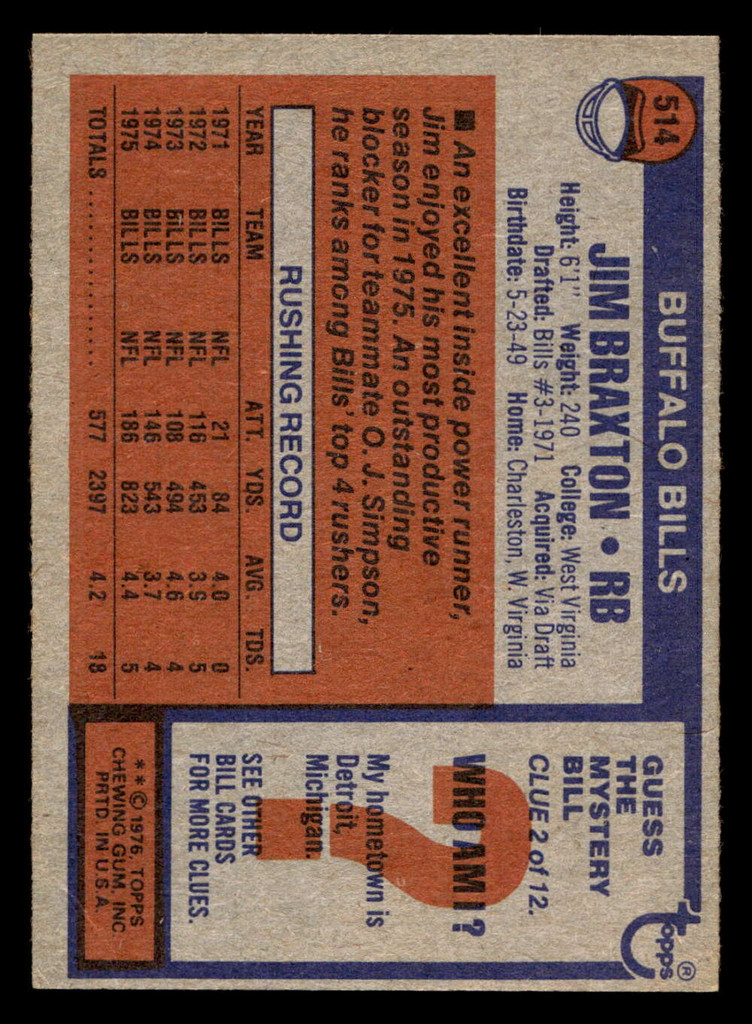 514
BUFFALO BILLS
JIM BRAXTON • RB
Height: 6'1" Weight: 240 College: West Virginia
Drafted: Bills #3-1971 Acquired: Via Draft
Birthdate: 5-23-49 Home: Charleston, W. Virginia
■ An excellent inside power runner,
Jim enjoyed his most productive
season in 1975. An outstanding
blocker for teammate O. J. Simpson,
he ranks among Bills' top 4 rushers.
RUSHING RECORD
YEAR TEAM ATT. YDS. AVG. TDS.
1971 BILLS NFL 21 84 4.0 0
1972 BILLS NFL 116 453 3.9 5
1973 BILLS NFL 108 494 4.6 4
1974 BILLS NFL 146 543 3.7 4
1975 BILLS NFL 186 823 4.4 5
TOTALS .................. 577 2397 4.2 18
topps®
GUESS
THE
MYSTERY
BILL
CLUE 2 of 12.
?
WHO AM I?
My hometown is
Detroit,
Michigan.
SEE OTHER
BILL CARDS
FOR MORE CLUES.
**© 1976, TOPPS
CHEWING GUM, INC.
PRTD. IN U.S.A.